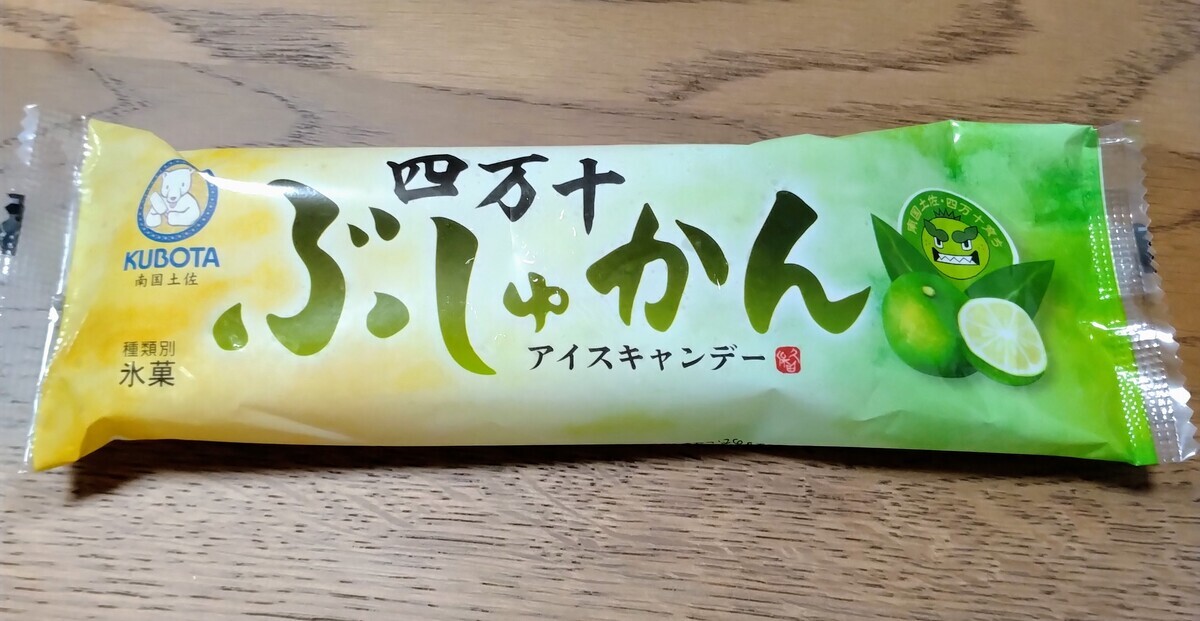 KUBOTA
南国土佐
種類別
氷菓
四万十
ぶしゅかん
アイスキャンデー
南国土佐・四万十育ち